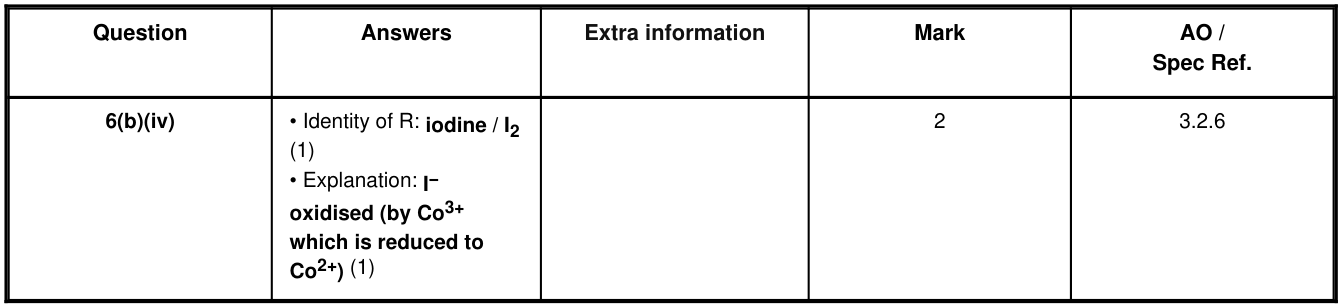 Question Answers Extra information Mark AO /
Spec Ref.
6(b)(iv) • Identity of R: iodine / I₂ 2 3.2.6
(1)
• Explanation: I⁻
oxidised (by Co³⁺
which is reduced to
Co²⁺) (1)